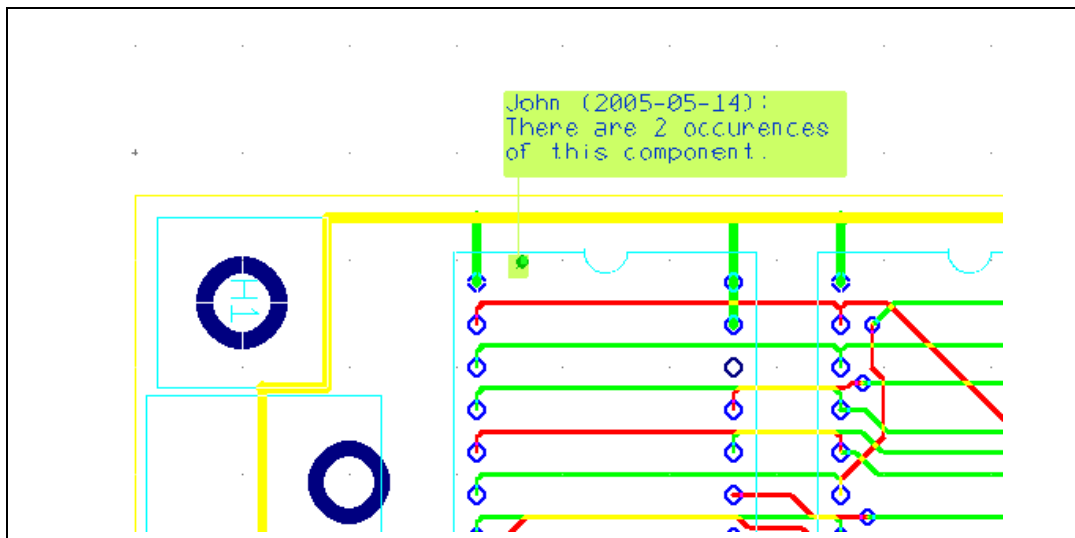 John (2005-05-14):
There are 2 occurences
of this component.
H1